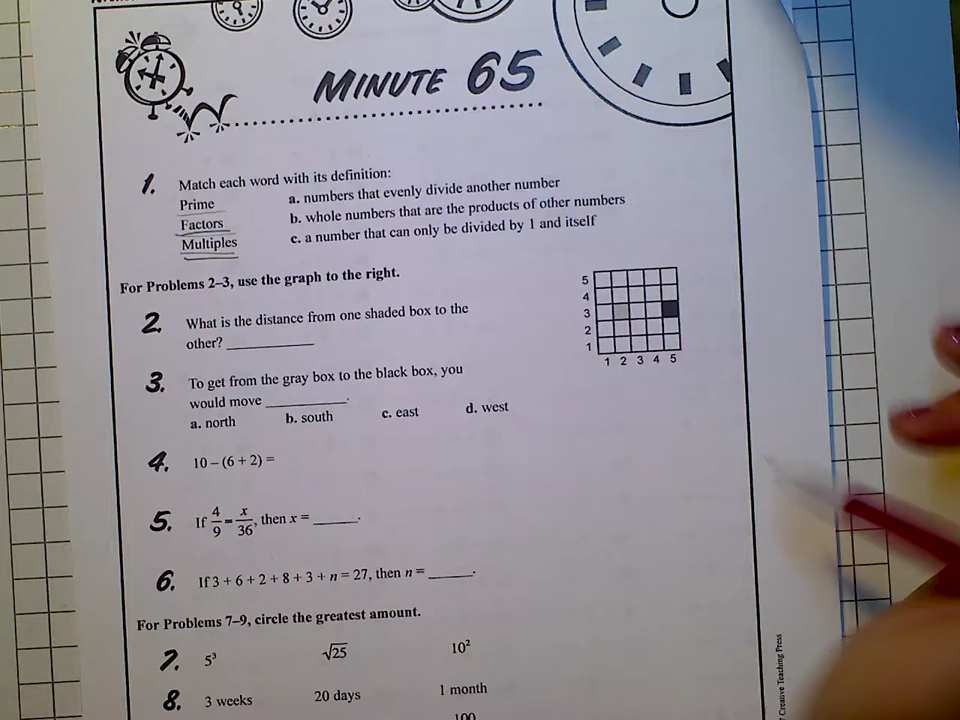 MINUTE 65
1. Match each word with its definition:
Prime a. numbers that evenly divide another number
Factors b. whole numbers that are the products of other numbers
Multiples c. a number that can only be divided by 1 and itself
For Problems 2–3, use the graph to the right.
2. What is the distance from one shaded box to the
other? __________
3. To get from the gray box to the black box, you
would move __________.
a. north b. south c. east d. west
5
4
3
2
1
1 2 3 4 5
4. 10 – (6 + 2) =
5. If 4/9 = x/36, then x = _____.
6. If 3 + 6 + 2 + 8 + 3 + n = 27, then n = _____.
For Problems 7–9, circle the greatest amount.
7. 5³ √25 10²
8. 3 weeks 20 days 1 month
100
Creative Teaching Press